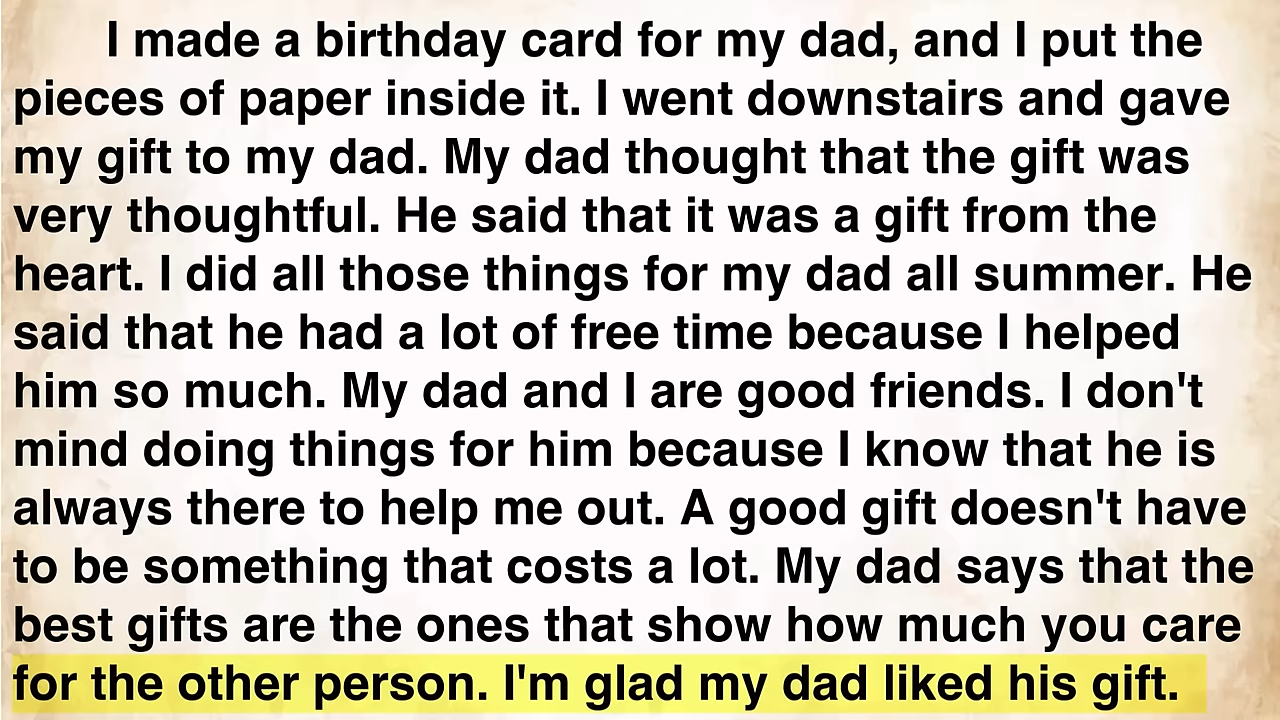 I made a birthday card for my dad, and I put the
pieces of paper inside it. I went downstairs and gave
my gift to my dad. My dad thought that the gift was
very thoughtful. He said that it was a gift from the
heart. I did all those things for my dad all summer. He
said that he had a lot of free time because I helped
him so much. My dad and I are good friends. I don't
mind doing things for him because I know that he is
always there to help me out. A good gift doesn't have
to be something that costs a lot. My dad says that the
best gifts are the ones that show how much you care
for the other person. I'm glad my dad liked his gift.